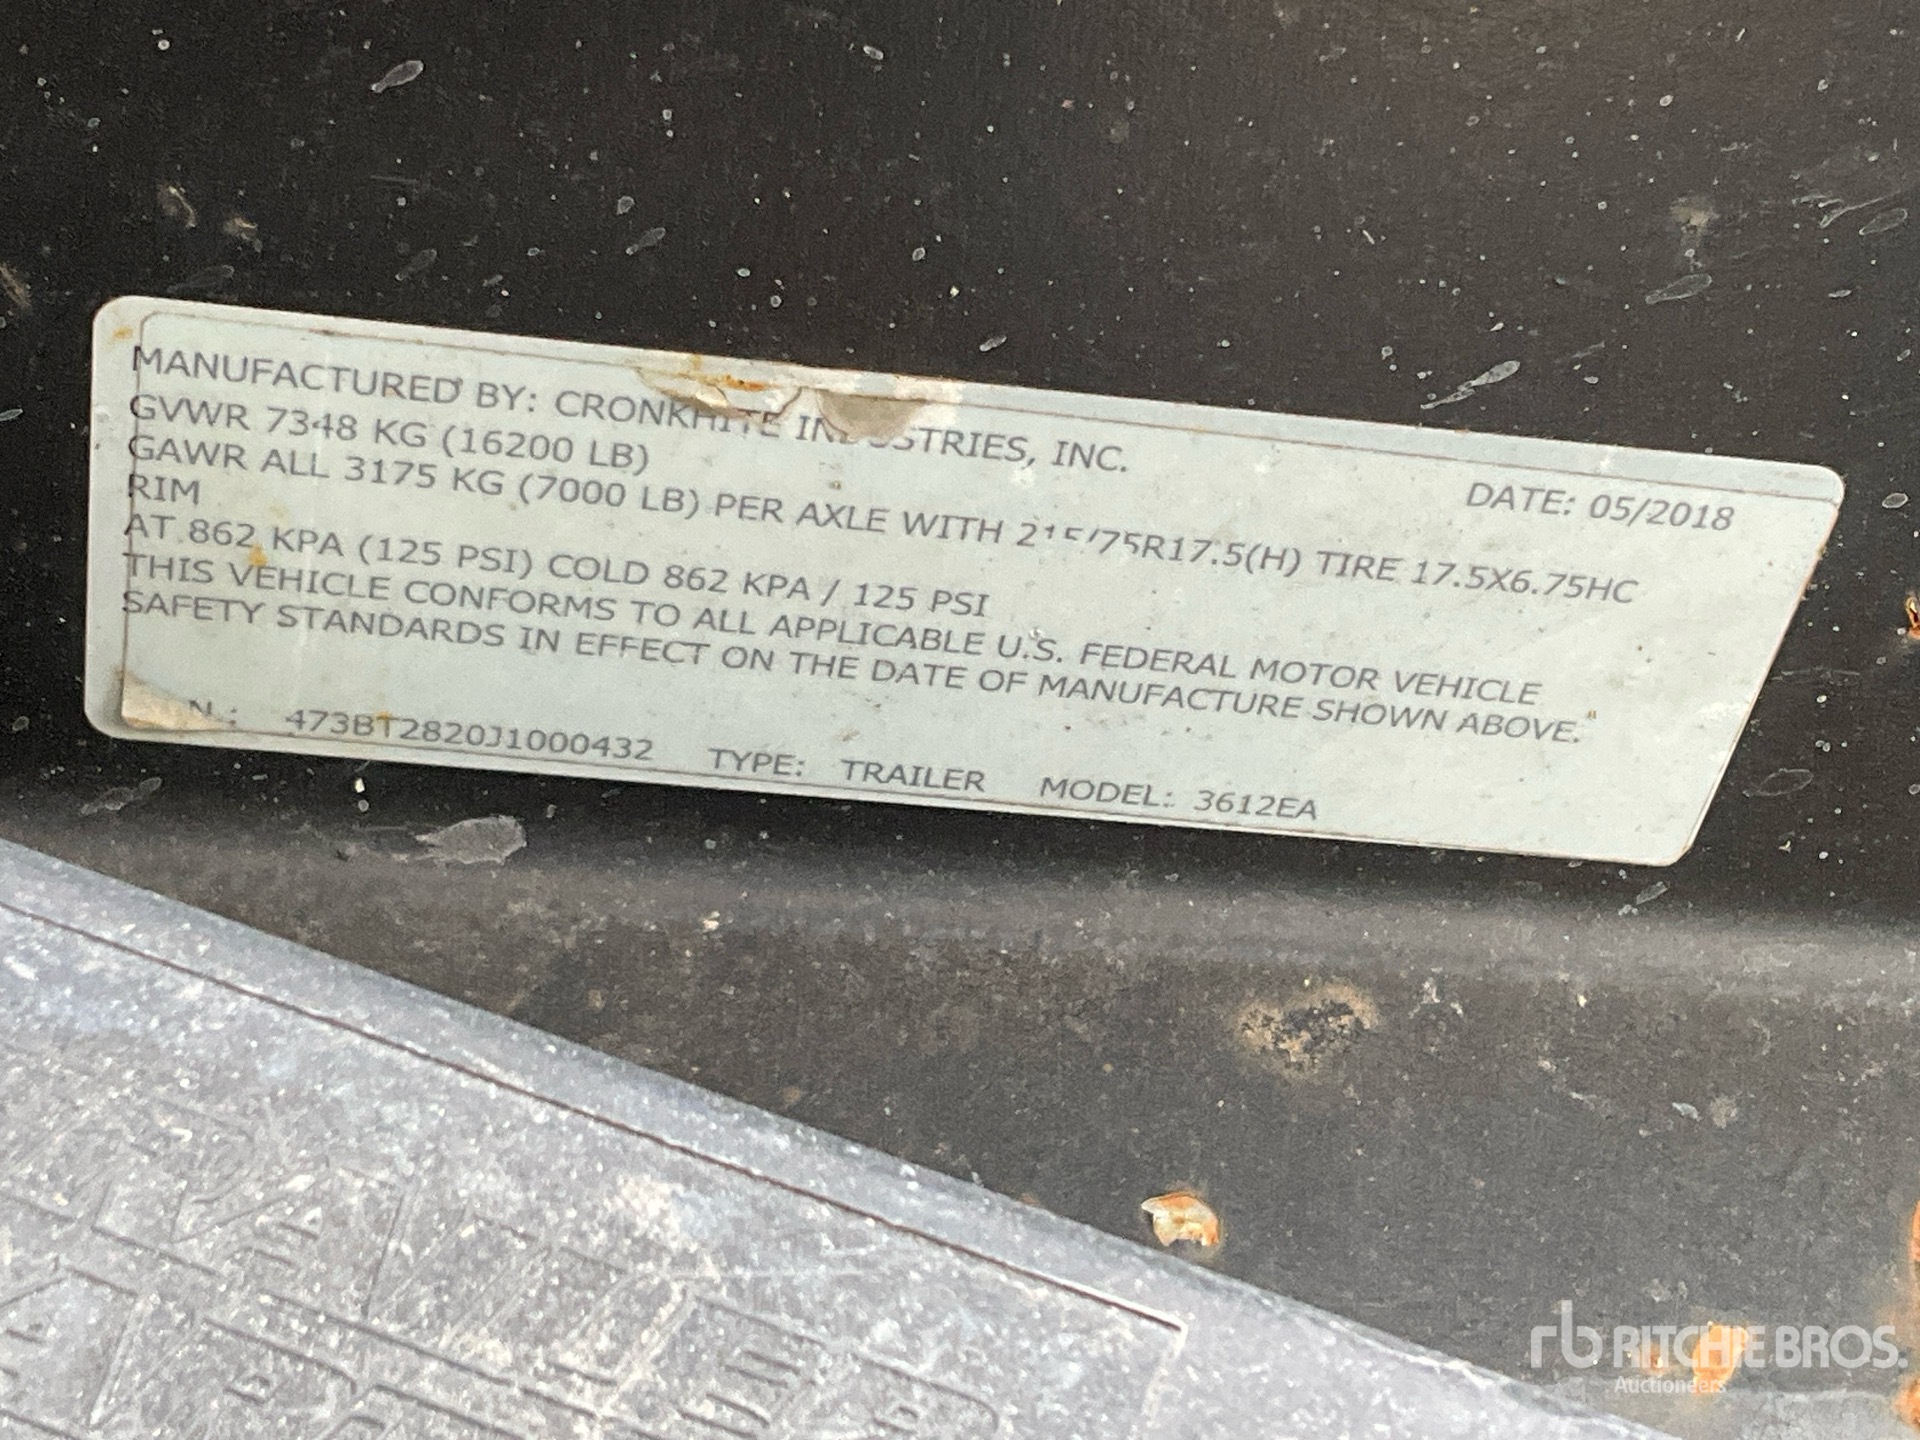 MANUFACTURED BY: CRONKHITE INDUSTRIES, INC.
DATE: 05/2018
GVWR 7348 KG (16200 LB)
GAWR ALL 3175 KG (7000 LB) PER AXLE WITH 215/75R17.5(H) TIRE 17.5X6.75HC
RIM
AT 862 KPA (125 PSI) COLD 862 KPA / 125 PSI
THIS VEHICLE CONFORMS TO ALL APPLICABLE U.S. FEDERAL MOTOR VEHICLE
SAFETY STANDARDS IN EFFECT ON THE DATE OF MANUFACTURE SHOWN ABOVE.
N.: 473BT2820J1000432 TYPE: TRAILER MODEL: 3612EA
rb RITCHIE BROS.
Auctioneers